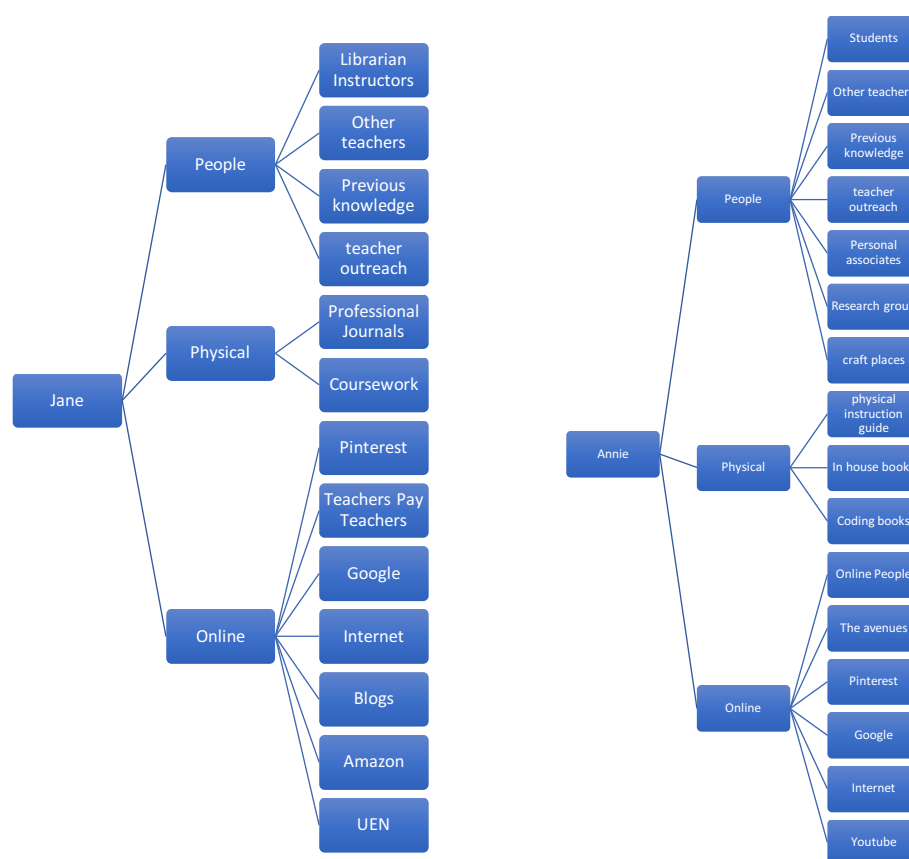 Jane
People
Librarian
Instructors
Other
teachers
Previous
knowledge
teacher
outreach
Physical
Professional
Journals
Coursework
Online
Pinterest
Teachers Pay
Teachers
Google
Internet
Blogs
Amazon
UEN
Annie
People
Students
Other teacher
Previous
knowledge
teacher
outreach
Personal
associates
Research grou
craft places
Physical
physical
instruction
guide
In house book
Coding books
Online
Online People
The avenues
Pinterest
Google
Internet
Youtube